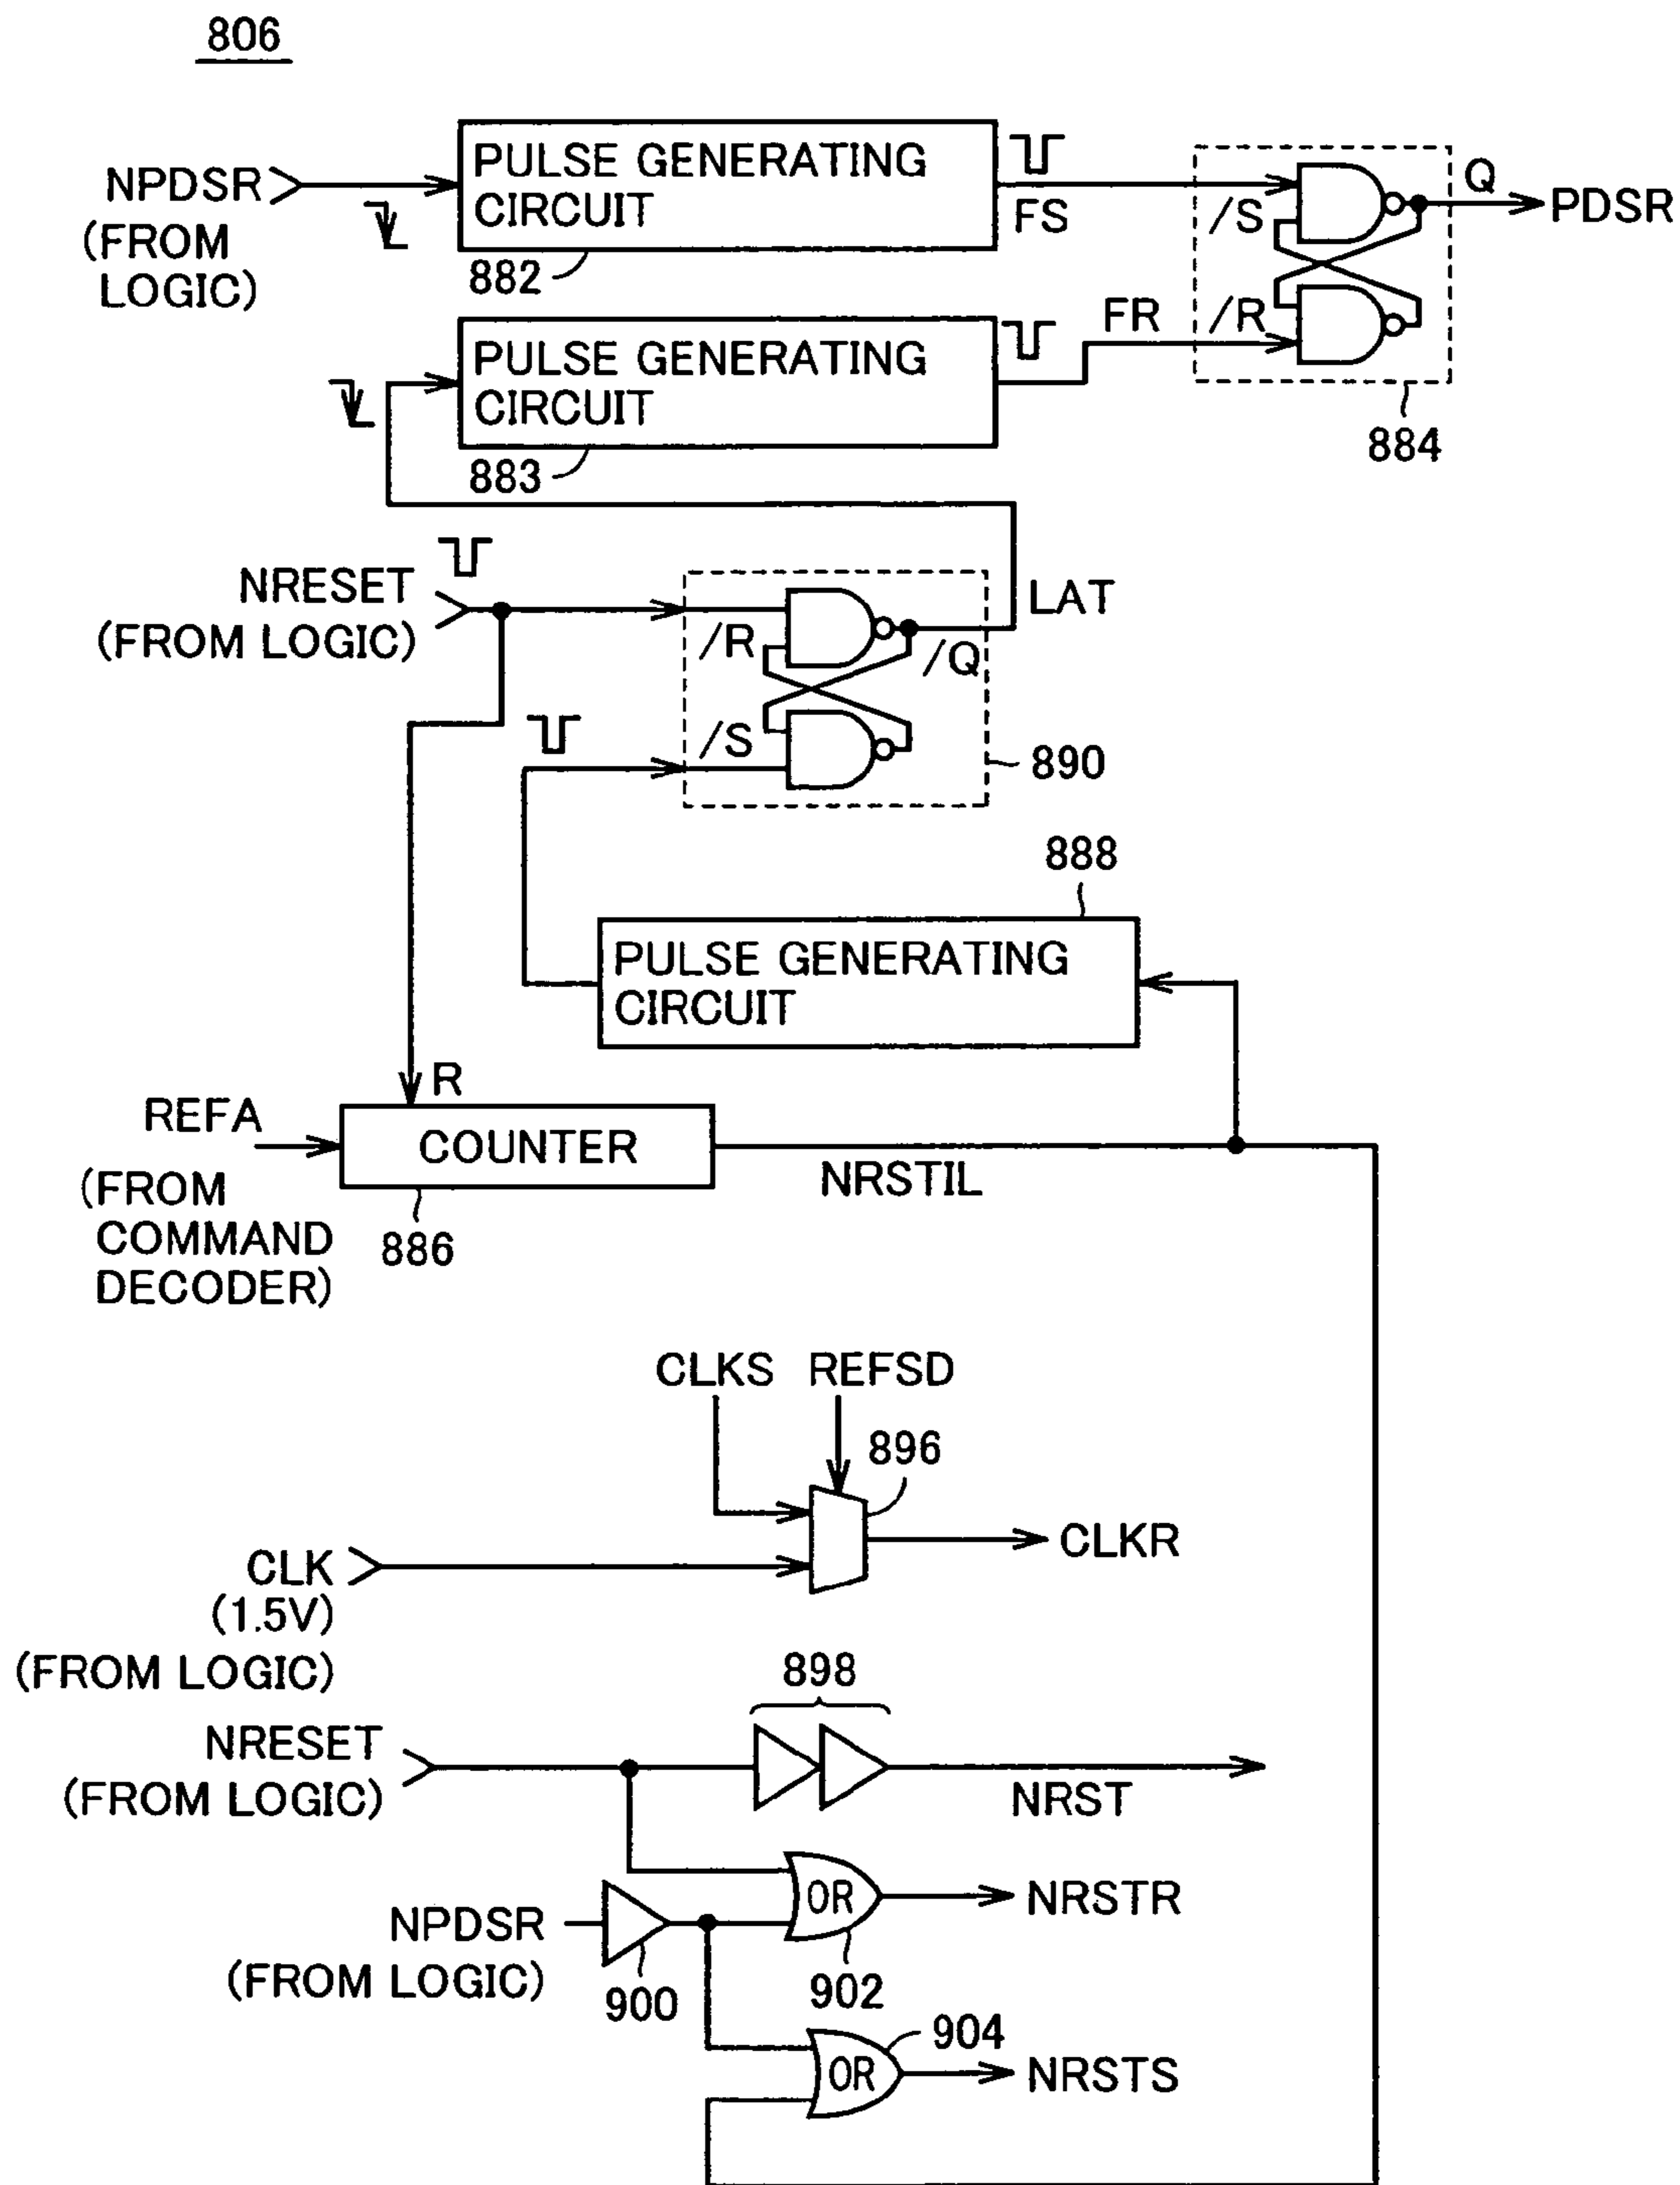 806
NPDSR
(FROM
LOGIC)
PULSE GENERATING
CIRCUIT
882
FS
/S
Q
PDSR
PULSE GENERATING
CIRCUIT
883
FR
/R
884
NRESET
(FROM LOGIC)
/R
/Q
LAT
/S
890
888
PULSE GENERATING
CIRCUIT
R
REFA
(FROM
COMMAND
DECODER)
COUNTER
886
NRSTIL
CLKS
REFSD
896
CLKR
CLK
(1.5V)
(FROM LOGIC)
898
NRESET
(FROM LOGIC)
NRST
OR
NRSTR
902
NPDSR
(FROM LOGIC)
900
904
OR
NRSTS